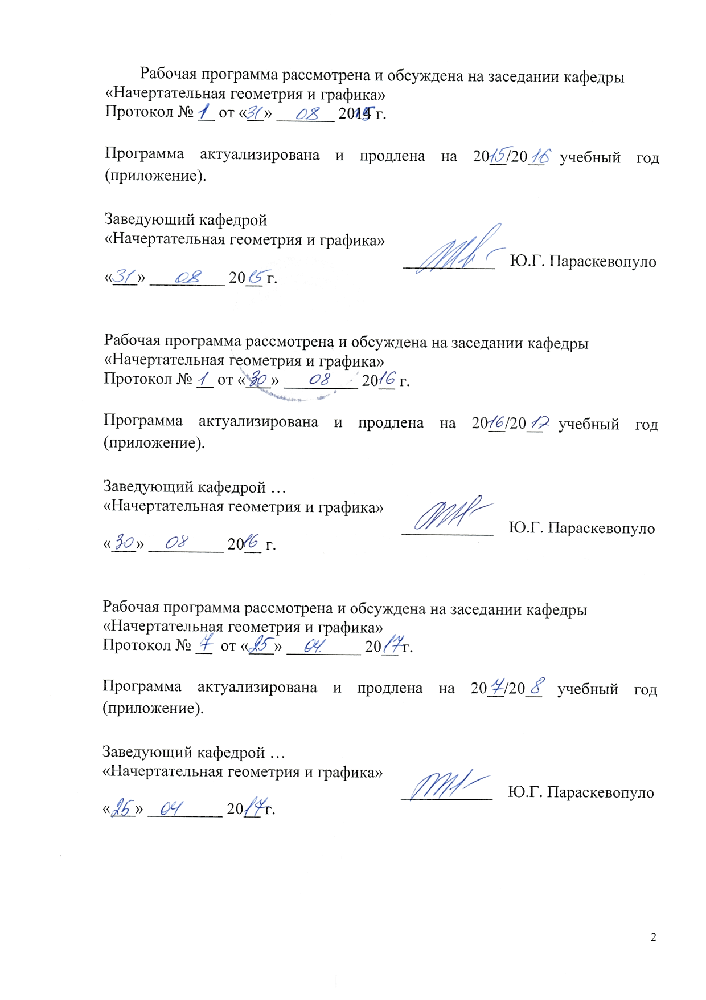 Рабочая программа рассмотрена и обсуждена на заседании кафедры
«Начертательная геометрия и графика»
Протокол № 1 от «31» 08 2015 г.
Программа актуализирована и продлена на 2015/2016 учебный год
(приложение).
Заведующий кафедрой
«Начертательная геометрия и графика»
Ю.Г. Параскевопуло
«31» 08 2015 г.
Рабочая программа рассмотрена и обсуждена на заседании кафедры
«Начертательная геометрия и графика»
Протокол № 1 от «30» 08 2016 г.
Программа актуализирована и продлена на 2016/2017 учебный год
(приложение).
Заведующий кафедрой …
«Начертательная геометрия и графика»
Ю.Г. Параскевопуло
«30» 08 2016 г.
Рабочая программа рассмотрена и обсуждена на заседании кафедры
«Начертательная геометрия и графика»
Протокол № 7 от «25» 04. 2017 г.
Программа актуализирована и продлена на 207/208 учебный год
(приложение).
Заведующий кафедрой …
«Начертательная геометрия и графика»
Ю.Г. Параскевопуло
«25» 04 2017 г.
2